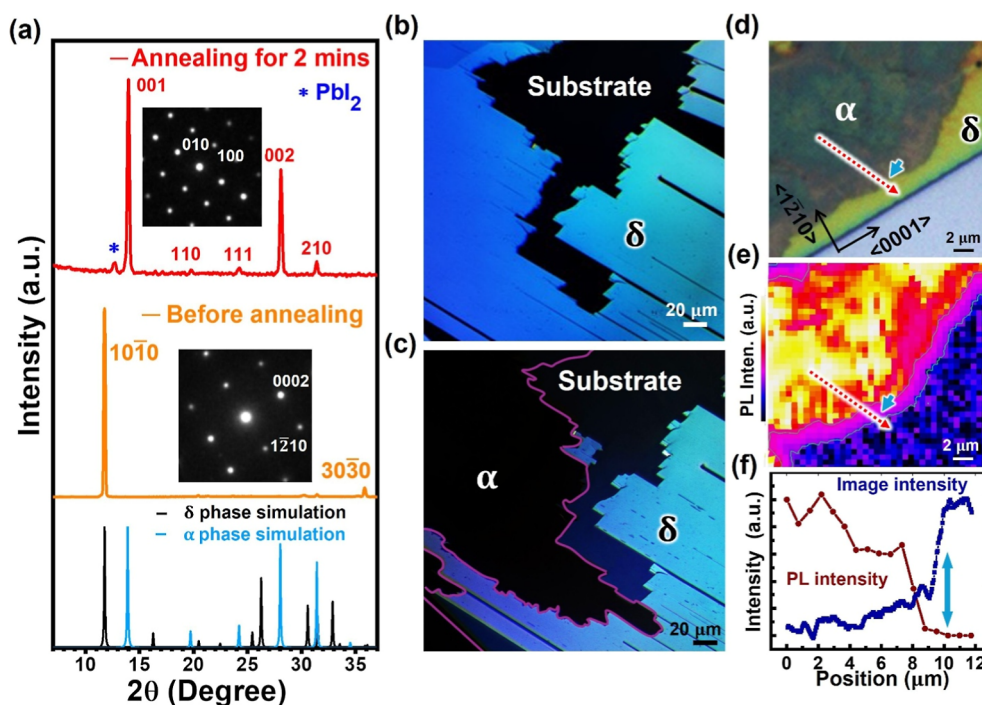 (a)
— Annealing for 2 mins
001
* PbI₂
010
100
002
*
110
111
210
— Before annealing
101̅0
0002
12̅10
303̅0
– δ phase simulation
– α phase simulation
Intensity (a.u.)
10
15
20
25
30
35
2θ (Degree)
(b)
Substrate
δ
20 μm
(c)
Substrate
α
δ
20 μm
(d)
α
δ
<12̅10>
<0001>
2 μm
(e)
PL Inten. (a.u.)
2 μm
(f)
Image intensity
PL intensity
Intensity (a.u.)
0
2
4
6
8
10
12
Position (μm)